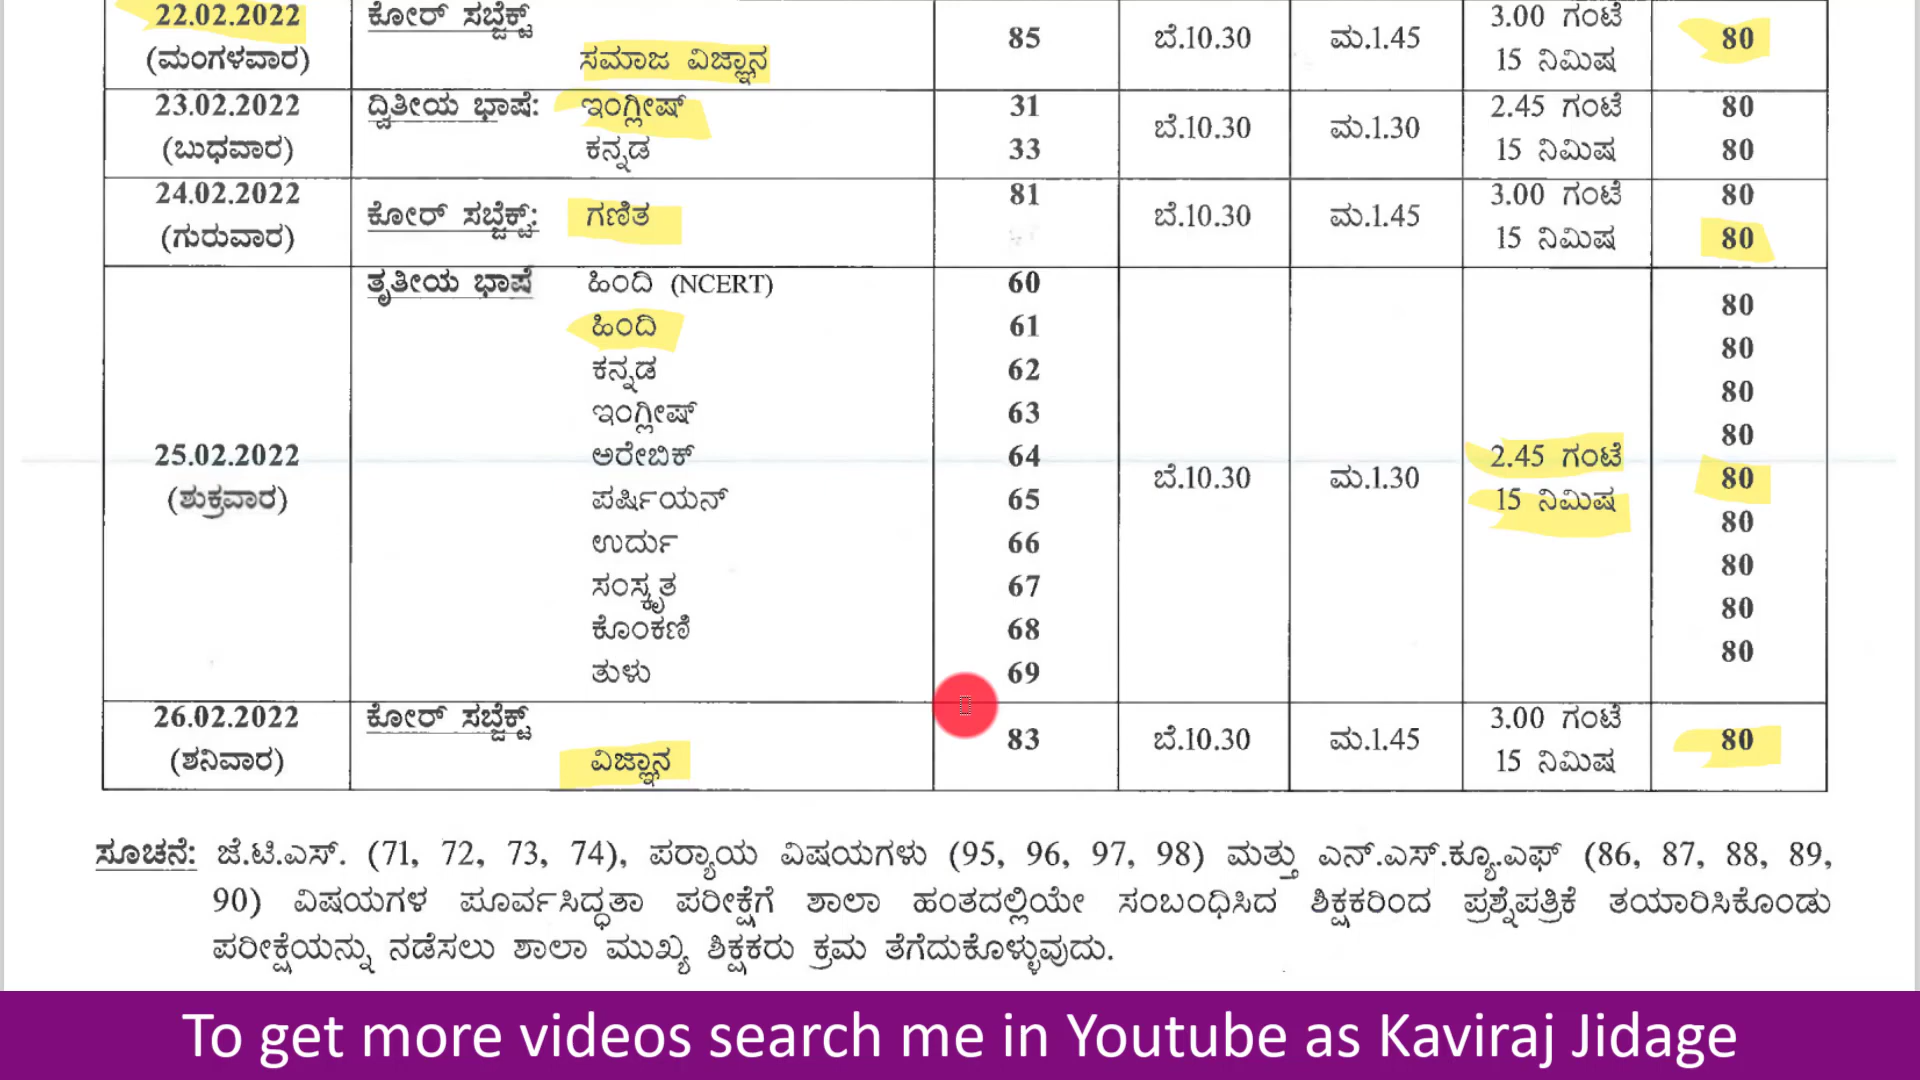 22.02.2022 ಕೋರ್ ಸಬ್ಜೆಕ್ಟ್ 85 ಬೆ.10.30 ಮ.1.45 3.00 ಗಂಟೆ 80
(ಮಂಗಳವಾರ) ಸಮಾಜ ವಿಜ್ಞಾನ 15 ನಿಮಿಷ
23.02.2022 ದ್ವಿತೀಯ ಭಾಷೆ: ಇಂಗ್ಲೀಷ್ 31 ಬೆ.10.30 ಮ.1.30 2.45 ಗಂಟೆ 80
(ಬುಧವಾರ) ಕನ್ನಡ 33 15 ನಿಮಿಷ 80
24.02.2022 ಕೋರ್ ಸಬ್ಜೆಕ್ಟ್: ಗಣಿತ 81 ಬೆ.10.30 ಮ.1.45 3.00 ಗಂಟೆ 80
(ಗುರುವಾರ) 15 ನಿಮಿಷ 80
ತೃತೀಯ ಭಾಷೆ ಹಿಂದಿ (NCERT) 60 80
ಹಿಂದಿ 61 80
ಕನ್ನಡ 62 80
ಇಂಗ್ಲೀಷ್ 63 80
25.02.2022 ಅರೇಬಿಕ್ 64 ಬೆ.10.30 ಮ.1.30 2.45 ಗಂಟೆ 80
(ಶುಕ್ರವಾರ) ಪರ್ಷಿಯನ್ 65 15 ನಿಮಿಷ 80
ಉರ್ದು 66 80
ಸಂಸ್ಕೃತ 67 80
ಕೊಂಕಣಿ 68 80
ತುಳು 69
26.02.2022 ಕೋರ್ ಸಬ್ಜೆಕ್ಟ್ 83 ಬೆ.10.30 ಮ.1.45 3.00 ಗಂಟೆ 80
(ಶನಿವಾರ) ವಿಜ್ಞಾನ 15 ನಿಮಿಷ
ಸೂಚನೆ: ಜೆ.ಟಿ.ಎಸ್. (71, 72, 73, 74), ಪರ‍್ಯಾಯ ವಿಷಯಗಳು (95, 96, 97, 98) ಮತ್ತು ಎನ್.ಎಸ್.ಕ್ಯೂ.ಎಫ್ (86, 87, 88, 89,
90) ವಿಷಯಗಳ ಪೂರ್ವಸಿದ್ಧತಾ ಪರೀಕ್ಷೆಗೆ ಶಾಲಾ ಹಂತದಲ್ಲಿಯೇ ಸಂಬಂಧಿಸಿದ ಶಿಕ್ಷಕರಿಂದ ಪ್ರಶ್ನೆಪತ್ರಿಕೆ ತಯಾರಿಸಿಕೊಂಡು
ಪರೀಕ್ಷೆಯನ್ನು ನಡೆಸಲು ಶಾಲಾ ಮುಖ್ಯ ಶಿಕ್ಷಕರು ಕ್ರಮ ತೆಗೆದುಕೊಳ್ಳುವುದು.
To get more videos search me in Youtube as Kaviraj Jidage